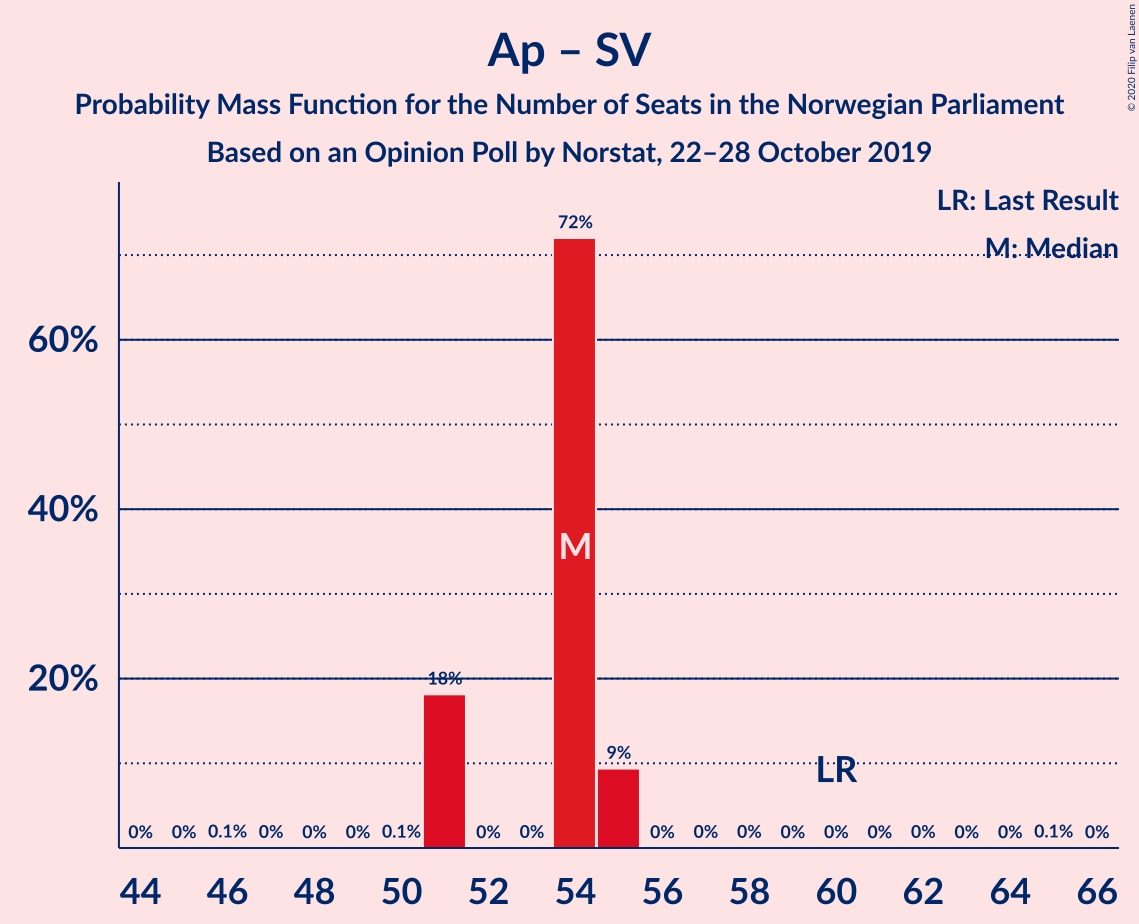 Ap – SV
Probability Mass Function for the Number of Seats in the Norwegian Parliament
Based on an Opinion Poll by Norstat, 22–28 October 2019
© 2020 Filip van Laenen
LR: Last Result
M: Median
60%
40%
20%
0% 0% 0.1% 0% 0% 0% 0.1% 18% 0% 0% 72% 9% 0% 0% 0% 0% 0% 0% 0% 0% 0% 0.1% 0%
M
LR
44 46 48 50 52 54 56 58 60 62 64 66